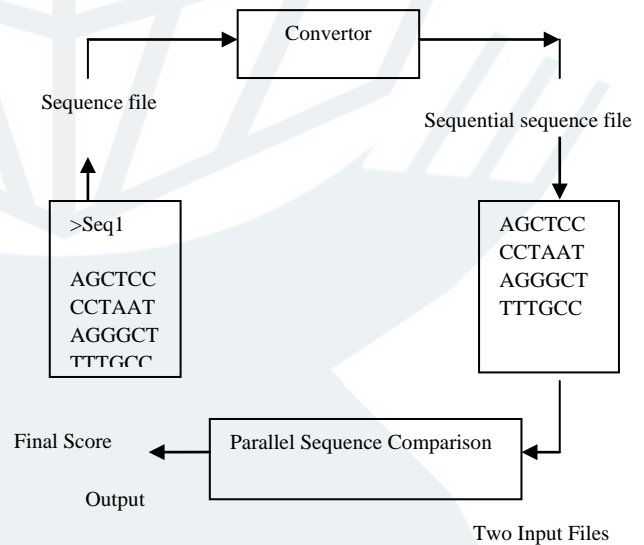 Convertor
Sequence file
Sequential sequence file
>Seq1
AGCTCC
CCTAAT
AGGGCT
TTTGCC
AGCTCC
CCTAAT
AGGGCT
TTTGCC
Final Score
Parallel Sequence Comparison
Output
Two Input Files